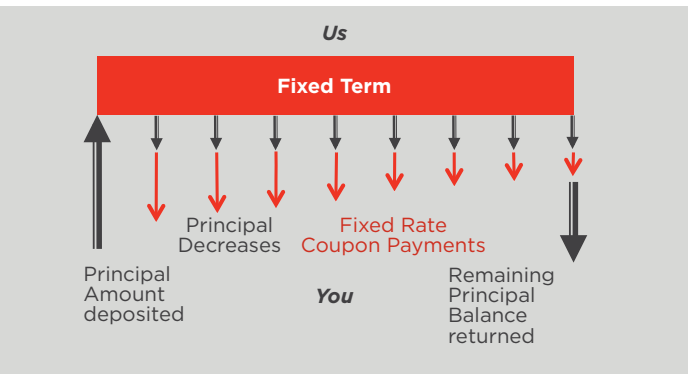 Us
Fixed Term
Principal
Decreases
Fixed Rate
Coupon Payments
Principal
Amount
deposited
You
Remaining
Principal
Balance
returned